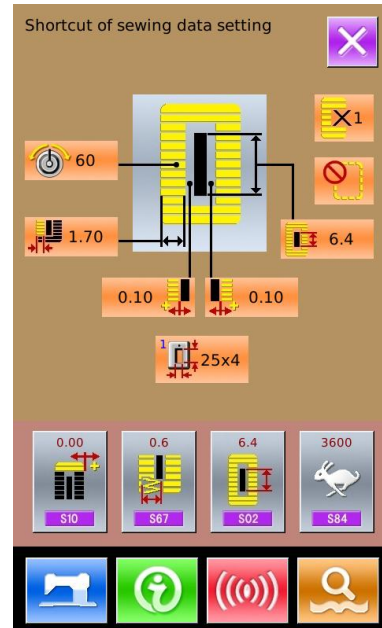 Shortcut of sewing data setting
X1
60
1.70
6.4
0.10
0.10
1
25x4
0.00
0.6
6.4
3600
S10
S67
S02
S84